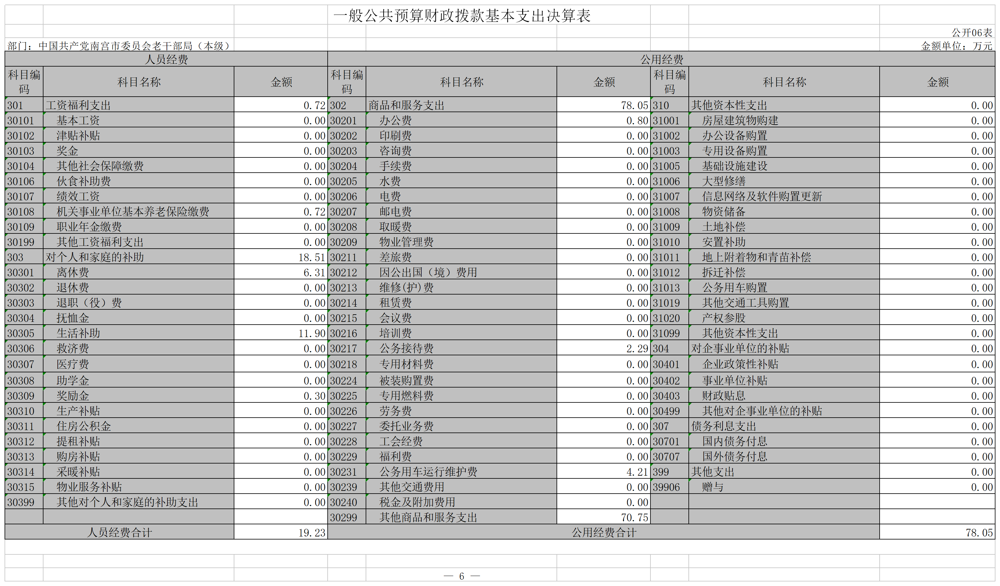 一般公共预算财政拨款基本支出决算表
公开06表
部门：中国共产党南宫市委员会老干部局（本级） 金额单位：万元
人员经费 公用经费
科目编码 科目名称 金额 科目编码 科目名称 金额 科目编码 科目名称 金额
301 工资福利支出 0.72 302 商品和服务支出 78.05 310 其他资本性支出 0.00
30101 基本工资 0.00 30201 办公费 0.80 31001 房屋建筑物购建 0.00
30102 津贴补贴 0.00 30202 印刷费 0.00 31002 办公设备购置 0.00
30103 奖金 0.00 30203 咨询费 0.00 31003 专用设备购置 0.00
30104 其他社会保障缴费 0.00 30204 手续费 0.00 31005 基础设施建设 0.00
30106 伙食补助费 0.00 30205 水费 0.00 31006 大型修缮 0.00
30107 绩效工资 0.00 30206 电费 0.00 31007 信息网络及软件购置更新 0.00
30108 机关事业单位基本养老保险缴费 0.72 30207 邮电费 0.00 31008 物资储备 0.00
30109 职业年金缴费 0.00 30208 取暖费 0.00 31009 土地补偿 0.00
30199 其他工资福利支出 0.00 30209 物业管理费 0.00 31010 安置补助 0.00
303 对个人和家庭的补助 18.51 30211 差旅费 0.00 31011 地上附着物和青苗补偿 0.00
30301 离休费 6.31 30212 因公出国（境）费用 0.00 31012 拆迁补偿 0.00
30302 退休费 0.00 30213 维修(护)费 0.00 31013 公务用车购置 0.00
30303 退职（役）费 0.00 30214 租赁费 0.00 31019 其他交通工具购置 0.00
30304 抚恤金 0.00 30215 会议费 0.00 31020 产权参股 0.00
30305 生活补助 11.90 30216 培训费 0.00 31099 其他资本性支出 0.00
30306 救济费 0.00 30217 公务接待费 2.29 304 对企事业单位的补贴 0.00
30307 医疗费 0.00 30218 专用材料费 0.00 30401 企业政策性补贴 0.00
30308 助学金 0.00 30224 被装购置费 0.00 30402 事业单位补贴 0.00
30309 奖励金 0.30 30225 专用燃料费 0.00 30403 财政贴息 0.00
30310 生产补贴 0.00 30226 劳务费 0.00 30499 其他对企事业单位的补贴 0.00
30311 住房公积金 0.00 30227 委托业务费 0.00 307 债务利息支出 0.00
30312 提租补贴 0.00 30228 工会经费 0.00 30701 国内债务付息 0.00
30313 购房补贴 0.00 30229 福利费 0.00 30707 国外债务付息 0.00
30314 采暖补贴 0.00 30231 公务用车运行维护费 4.21 399 其他支出 0.00
30315 物业服务补贴 0.00 30239 其他交通费用 0.00 39906 赠与 0.00
30399 其他对个人和家庭的补助支出 0.00 30240 税金及附加费用 0.00
30299 其他商品和服务支出 70.75
人员经费合计 19.23 公用经费合计 78.05
— 6 —